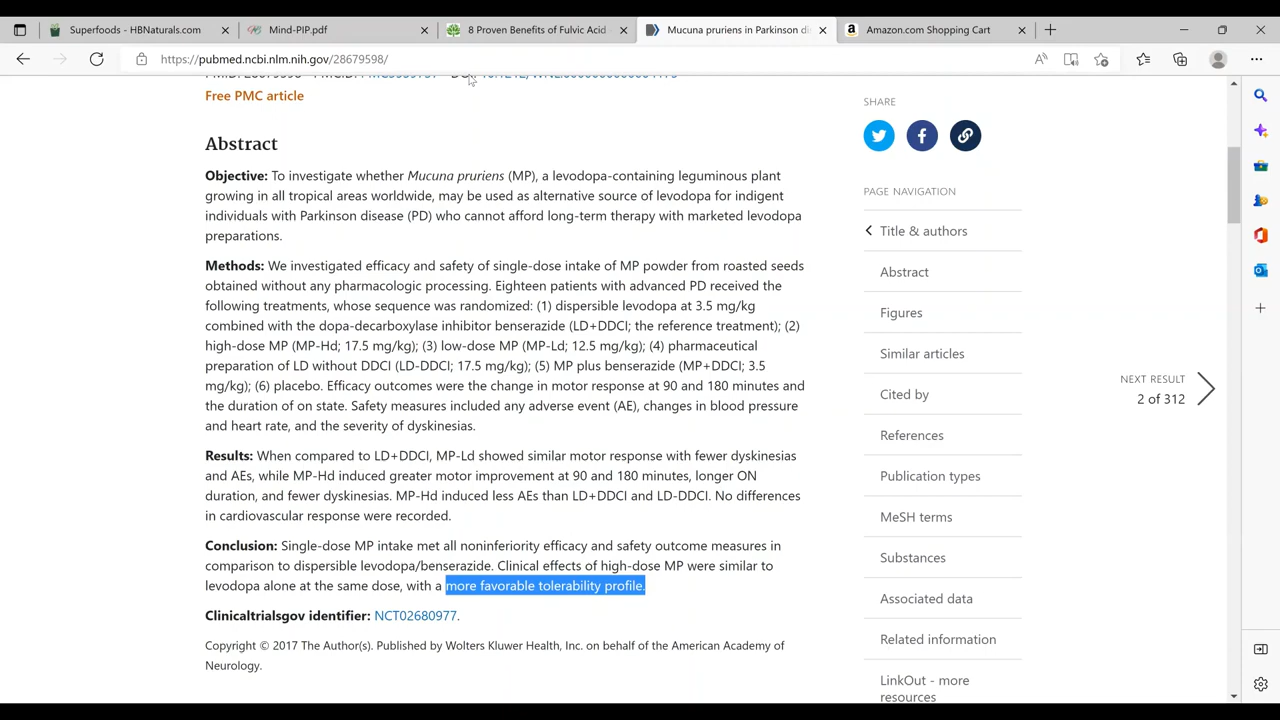 Superfoods - HBNaturals.com
Mind-PIP.pdf
8 Proven Benefits of Fulvic Acid
Mucuna pruriens in Parkinson di
Amazon.com Shopping Cart
https://pubmed.ncbi.nlm.nih.gov/28679598/
Free PMC article
Abstract
Objective: To investigate whether Mucuna pruriens (MP), a levodopa-containing leguminous plant
growing in all tropical areas worldwide, may be used as alternative source of levodopa for indigent
individuals with Parkinson disease (PD) who cannot afford long-term therapy with marketed levodopa
preparations.
Methods: We investigated efficacy and safety of single-dose intake of MP powder from roasted seeds
obtained without any pharmacologic processing. Eighteen patients with advanced PD received the
following treatments, whose sequence was randomized: (1) dispersible levodopa at 3.5 mg/kg
combined with the dopa-decarboxylase inhibitor benserazide (LD+DDCI; the reference treatment); (2)
high-dose MP (MP-Hd; 17.5 mg/kg); (3) low-dose MP (MP-Ld; 12.5 mg/kg); (4) pharmaceutical
preparation of LD without DDCI (LD-DDCI; 17.5 mg/kg); (5) MP plus benserazide (MP+DDCI; 3.5
mg/kg); (6) placebo. Efficacy outcomes were the change in motor response at 90 and 180 minutes and
the duration of on state. Safety measures included any adverse event (AE), changes in blood pressure
and heart rate, and the severity of dyskinesias.
Results: When compared to LD+DDCI, MP-Ld showed similar motor response with fewer dyskinesias
and AEs, while MP-Hd induced greater motor improvement at 90 and 180 minutes, longer ON
duration, and fewer dyskinesias. MP-Hd induced less AEs than LD+DDCI and LD-DDCI. No differences
in cardiovascular response were recorded.
Conclusion: Single-dose MP intake met all noninferiority efficacy and safety outcome measures in
comparison to dispersible levodopa/benserazide. Clinical effects of high-dose MP were similar to
levodopa alone at the same dose, with a more favorable tolerability profile.
Clinicaltrialsgov identifier: NCT02680977.
Copyright © 2017 The Author(s). Published by Wolters Kluwer Health, Inc. on behalf of the American Academy of
Neurology.
SHARE
PAGE NAVIGATION
Title & authors
Abstract
Figures
Similar articles
Cited by
References
Publication types
MeSH terms
Substances
Associated data
Related information
LinkOut - more
resources
NEXT RESULT
2 of 312